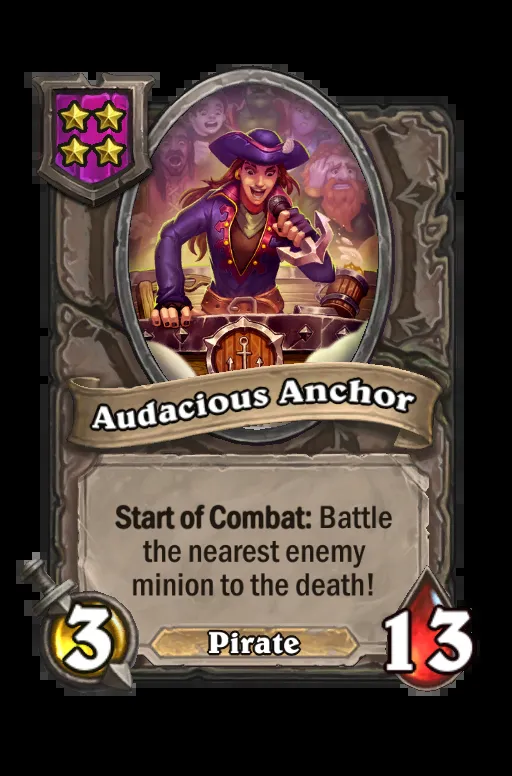 Audacious Anchor
Start of Combat: Battle
the nearest enemy
minion to the death!
3
Pirate
13